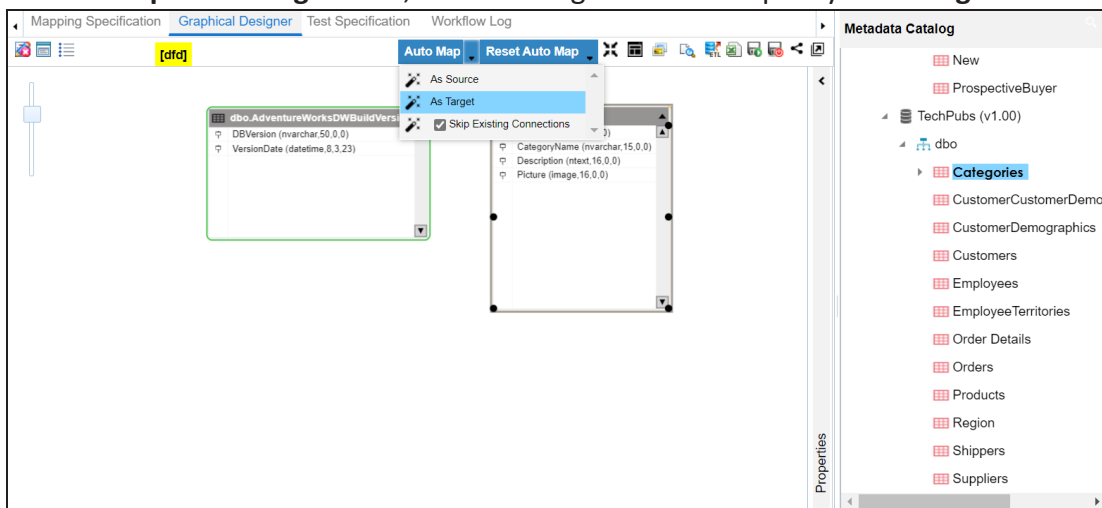 Mapping Specification Graphical Designer Test Specification Workflow Log
Metadata Catalog
[dfd]
Auto Map Reset Auto Map
ETL
As Source
As Target
Skip Existing Connections
dbo.AdventureWorksDWBuildVersi
DBVersion (nvarchar,50,0,0)
VersionDate (datetime,8,3,23)
CategoryName (nvarchar,15,0,0)
Description (ntext,16,0,0)
Picture (image,16,0,0)
Properties
New
ProspectiveBuyer
TechPubs (v1.00)
dbo
Categories
CustomerCustomerDemo
CustomerDemographics
Customers
Employees
EmployeeTerritories
Order Details
Orders
Products
Region
Shippers
Suppliers